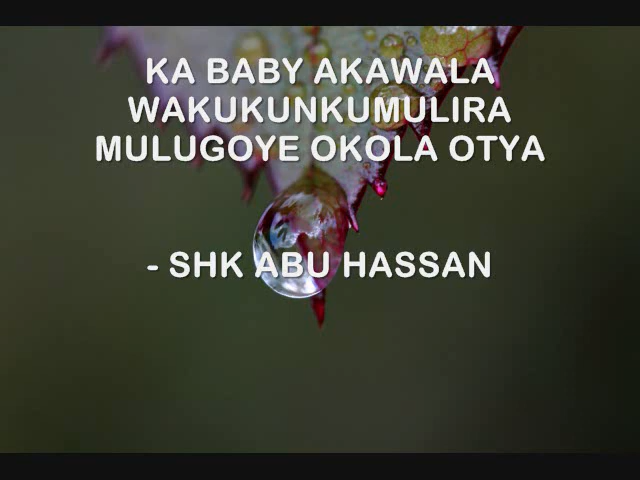 KA BABY AKAWALA
WAKUKUNKUMULIRA
MULUGOYE OKOLA OTYA
- SHK ABU HASSAN